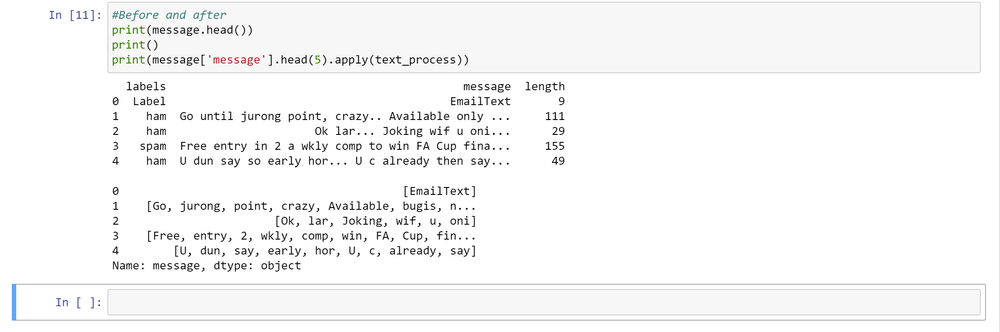 In [11]: #Before and after
print(message.head())
print()
print(message['message'].head(5).apply(text_process))
labels message length
0 Label EmailText 9
1 ham Go until jurong point, crazy.. Available only ... 111
2 ham Ok lar... Joking wif u oni... 29
3 spam Free entry in 2 a wkly comp to win FA Cup fina... 155
4 ham U dun say so early hor... U c already then say... 49
0 [EmailText]
1 [Go, jurong, point, crazy, Available, bugis, n...
2 [Ok, lar, Joking, wif, u, oni]
3 [Free, entry, 2, wkly, comp, win, FA, Cup, fin...
4 [U, dun, say, early, hor, U, c, already, say]
Name: message, dtype: object
In [ ]: